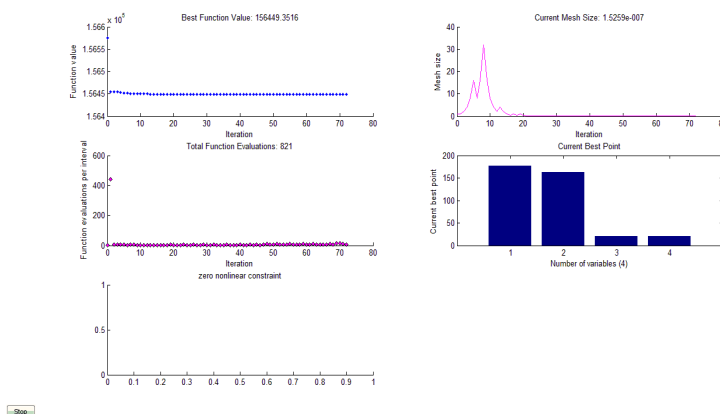 Best Function Value: 156449.3516
x 10^5
1.566
1.5655
1.565
1.5645
1.564
Function value
0 10 20 30 40 50 60 70 80
Iteration
Current Mesh Size: 1.5259e-007
40
30
20
10
0
Mesh size
0 10 20 30 40 50 60 70
Iteration
Total Function Evaluations: 821
600
400
200
0
Function evaluations per interval
0 10 20 30 40 50 60 70 80
Iteration
Current Best Point
200
150
100
50
0
Current best point
1 2 3 4
Number of variables (4)
zero nonlinear constraint
1
0.5
0
0 0.1 0.2 0.3 0.4 0.5 0.6 0.7 0.8 0.9 1
Stop